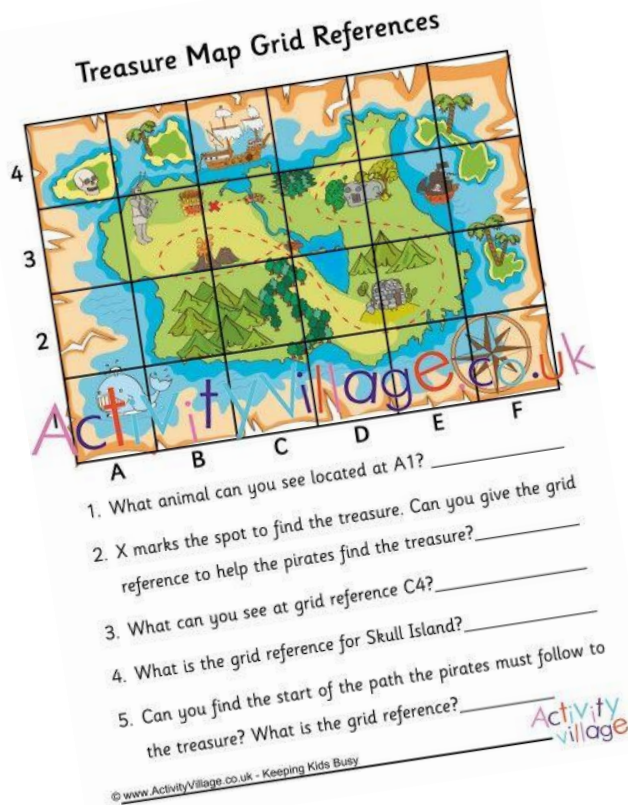 Treasure Map Grid References
4
3
2
1
A B C D E F
Activityvillage.co.uk
1. What animal can you see located at A1?
2. X marks the spot to find the treasure. Can you give the grid
reference to help the pirates find the treasure?
3. What can you see at grid reference C4?
4. What is the grid reference for Skull Island?
5. Can you find the start of the path the pirates must follow to
the treasure? What is the grid reference?
Activity
village
© www.ActivityVillage.co.uk - Keeping Kids Busy